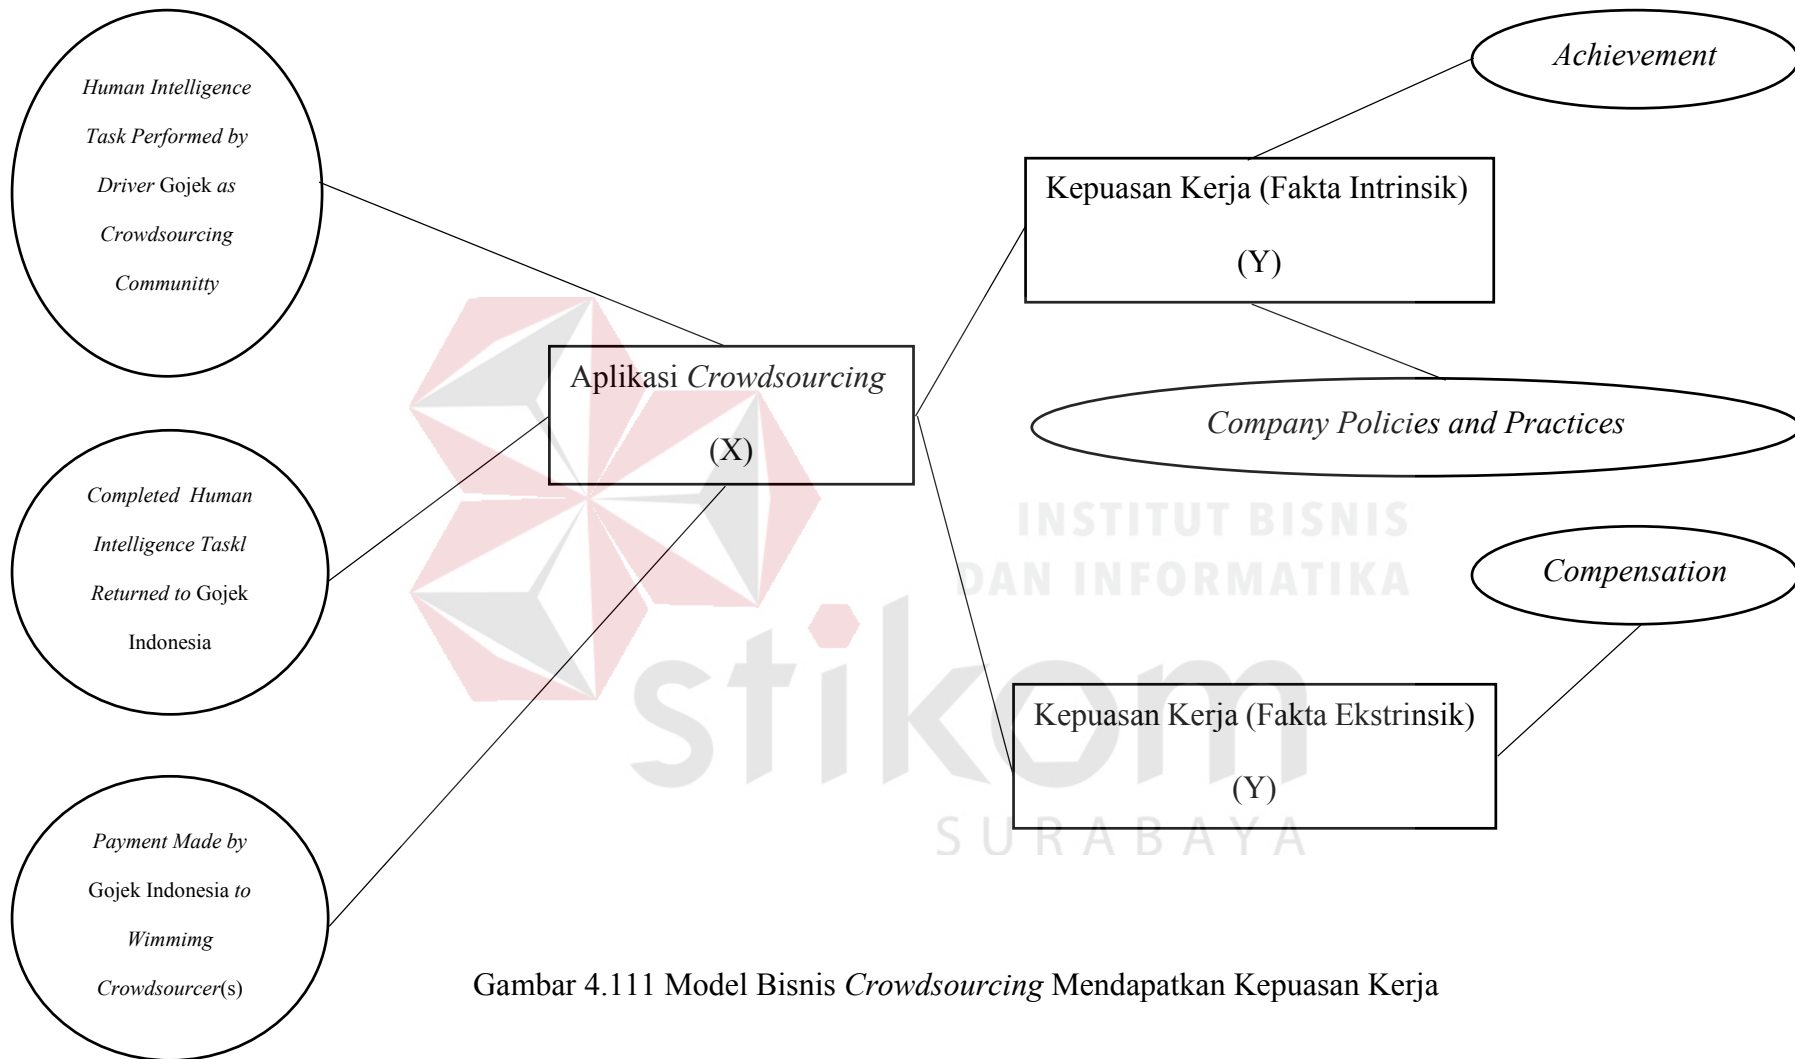 Human Intelligence
Task Performed by
Driver Gojek as
Crowdsourcing
Communitty
Completed Human
Intelligence Taskl
Returned to Gojek
Indonesia
Payment Made by
Gojek Indonesia to
Wimmimg
Crowdsourcer(s)
Aplikasi Crowdsourcing
(X)
Kepuasan Kerja (Fakta Intrinsik)
(Y)
Kepuasan Kerja (Fakta Ekstrinsik)
(Y)
Achievement
Company Policies and Practices
Compensation
INSTITUT BISNIS
DAN INFORMATIKA
stikom
SURABAYA
Gambar 4.111 Model Bisnis Crowdsourcing Mendapatkan Kepuasan Kerja